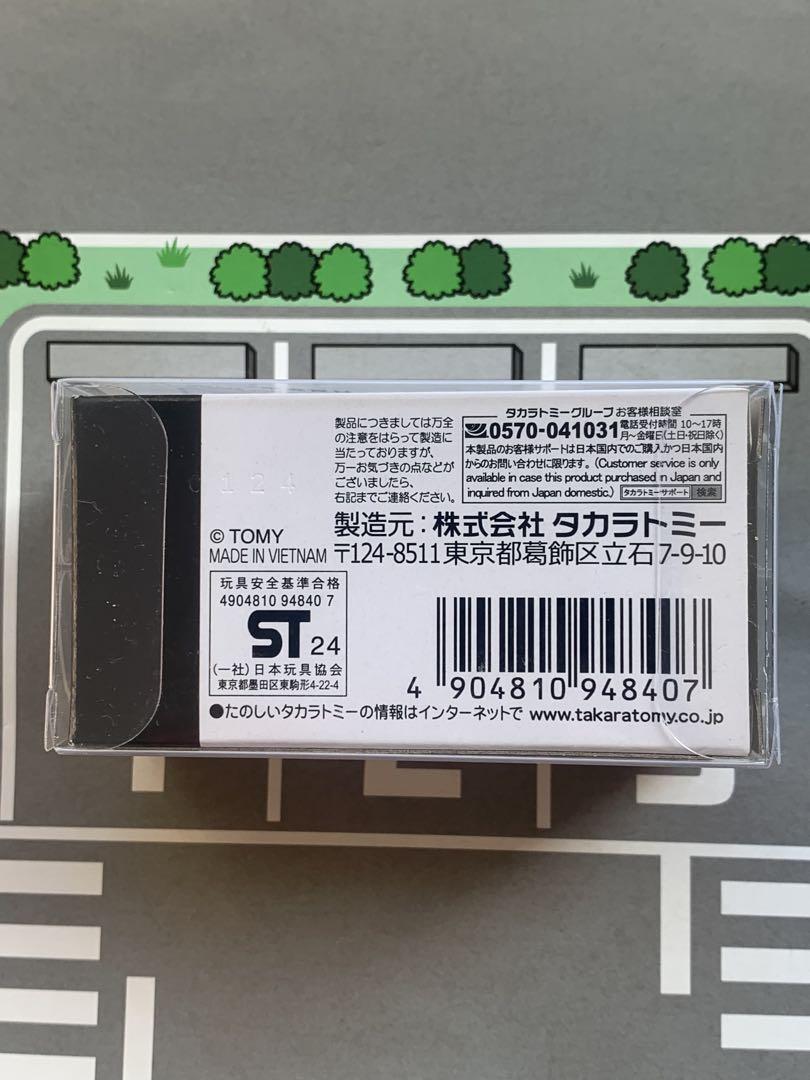 製品につきましては万全
の注意をはらって製造に
当たっておりますが、
万一お気づきの点などが
ございましたら、
右記までご連絡ください。
タカラトミーグループ お客様相談室
0570-041031 電話受付時間 10〜17時
月〜金曜日(土日・祝日除く)
本製品のお客様サポートは日本国内でのご購入、かつ日本国内
からのお問い合わせに限ります。(Customer service is only
available in case this product purchased in Japan and
inquired from Japan domestic.) タカラトミーサポート 検索
124
© TOMY
MADE IN VIETNAM
製造元:株式会社 タカラトミー
〒124-8511 東京都葛飾区立石 7-9-10
玩具安全基準合格
4904810 94840 7
ST 24
(一社)日本玩具協会
東京都墨田区東駒形4-22-4
4 904810 948407
●たのしいタカラトミーの情報はインターネットで www.takaratomy.co.jp